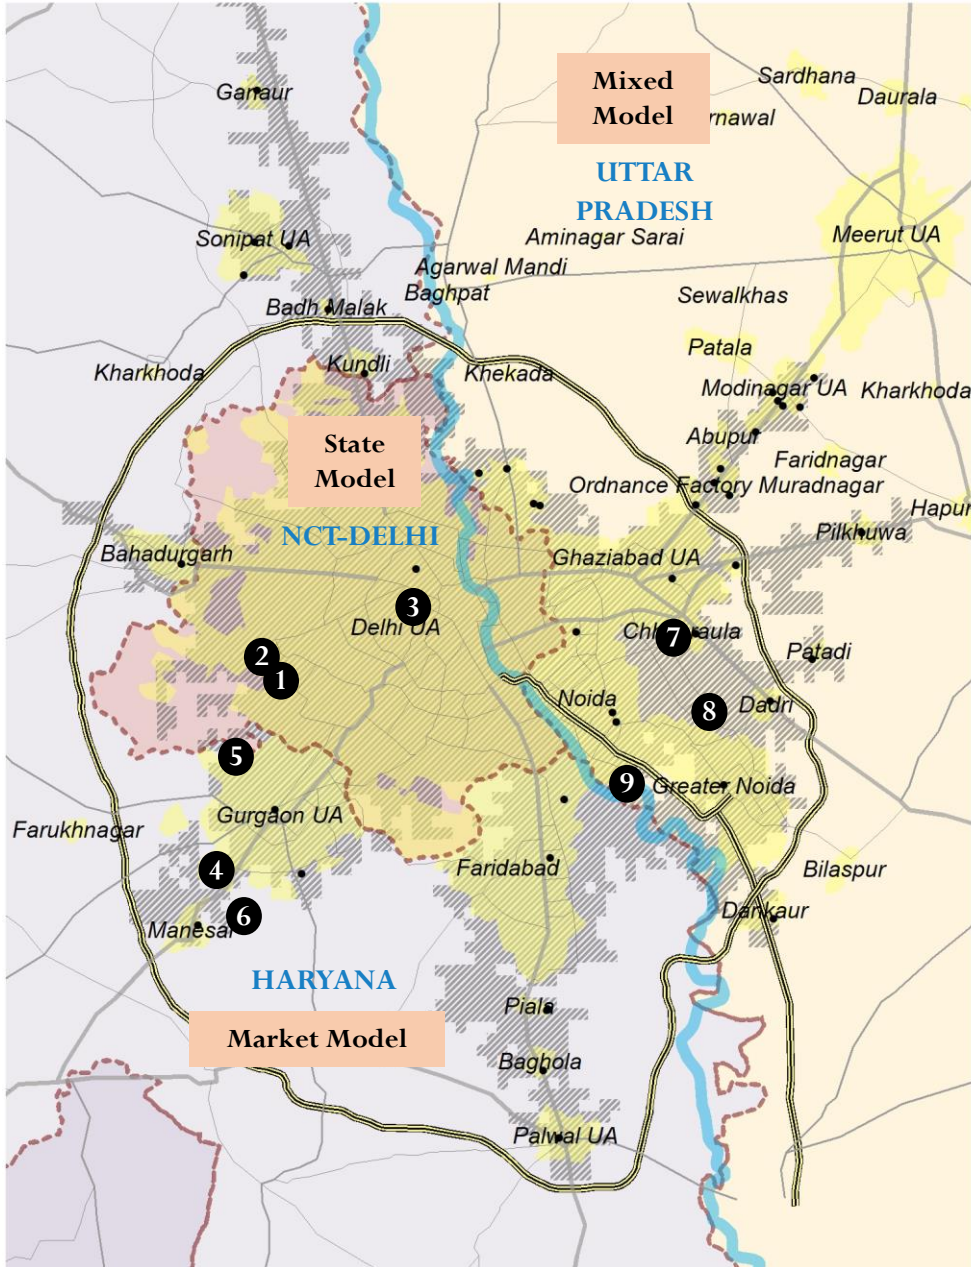 Mixed
Model
Sardhana
Daurala
Ganaur
rnawal
UTTAR
PRADESH
Sonipat UA
Aminagar Sarai
Meerut UA
Agarwal Mandi
Baghpat
Sewalkhas
Badh Malak
Patala
Kharkhoda
Kundli
Khekada
Modinagar UA
Kharkhoda
State
Model
Abupur
Faridnagar
Ordnance Factory Muradnagar
Hapur
NCT-DELHI
Pilkhuwa
Bahadurgarh
Ghaziabad UA
3
Delhi UA
7
2
Patadi
1
Noida
8
Dadri
5
9
Greater Noida
Gurgaon UA
Farukhnagar
4
Faridabad
Bilaspur
6
Dankaur
Manesar
HARYANA
Piala
Market Model
Baghola
Palwal UA